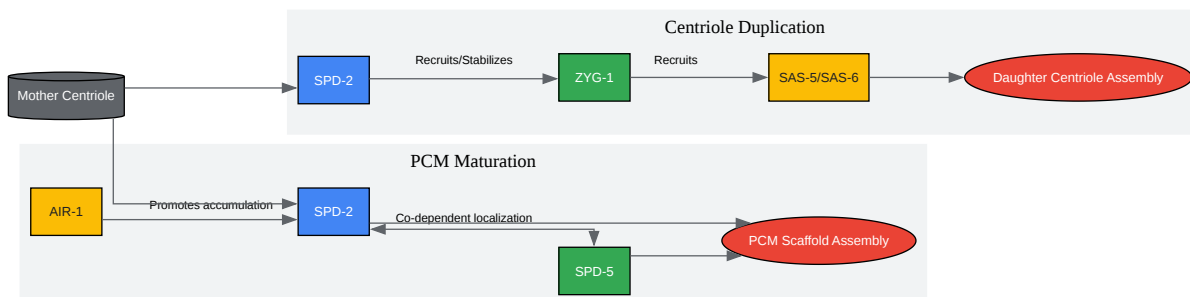 Centriole Duplication
Mother Centriole
SPD-2
Recruits/Stabilizes
ZYG-1
Recruits
SAS-5/SAS-6
Daughter Centriole Assembly
PCM Maturation
AIR-1
Promotes accumulation
SPD-2
Co-dependent localization
SPD-5
PCM Scaffold Assembly